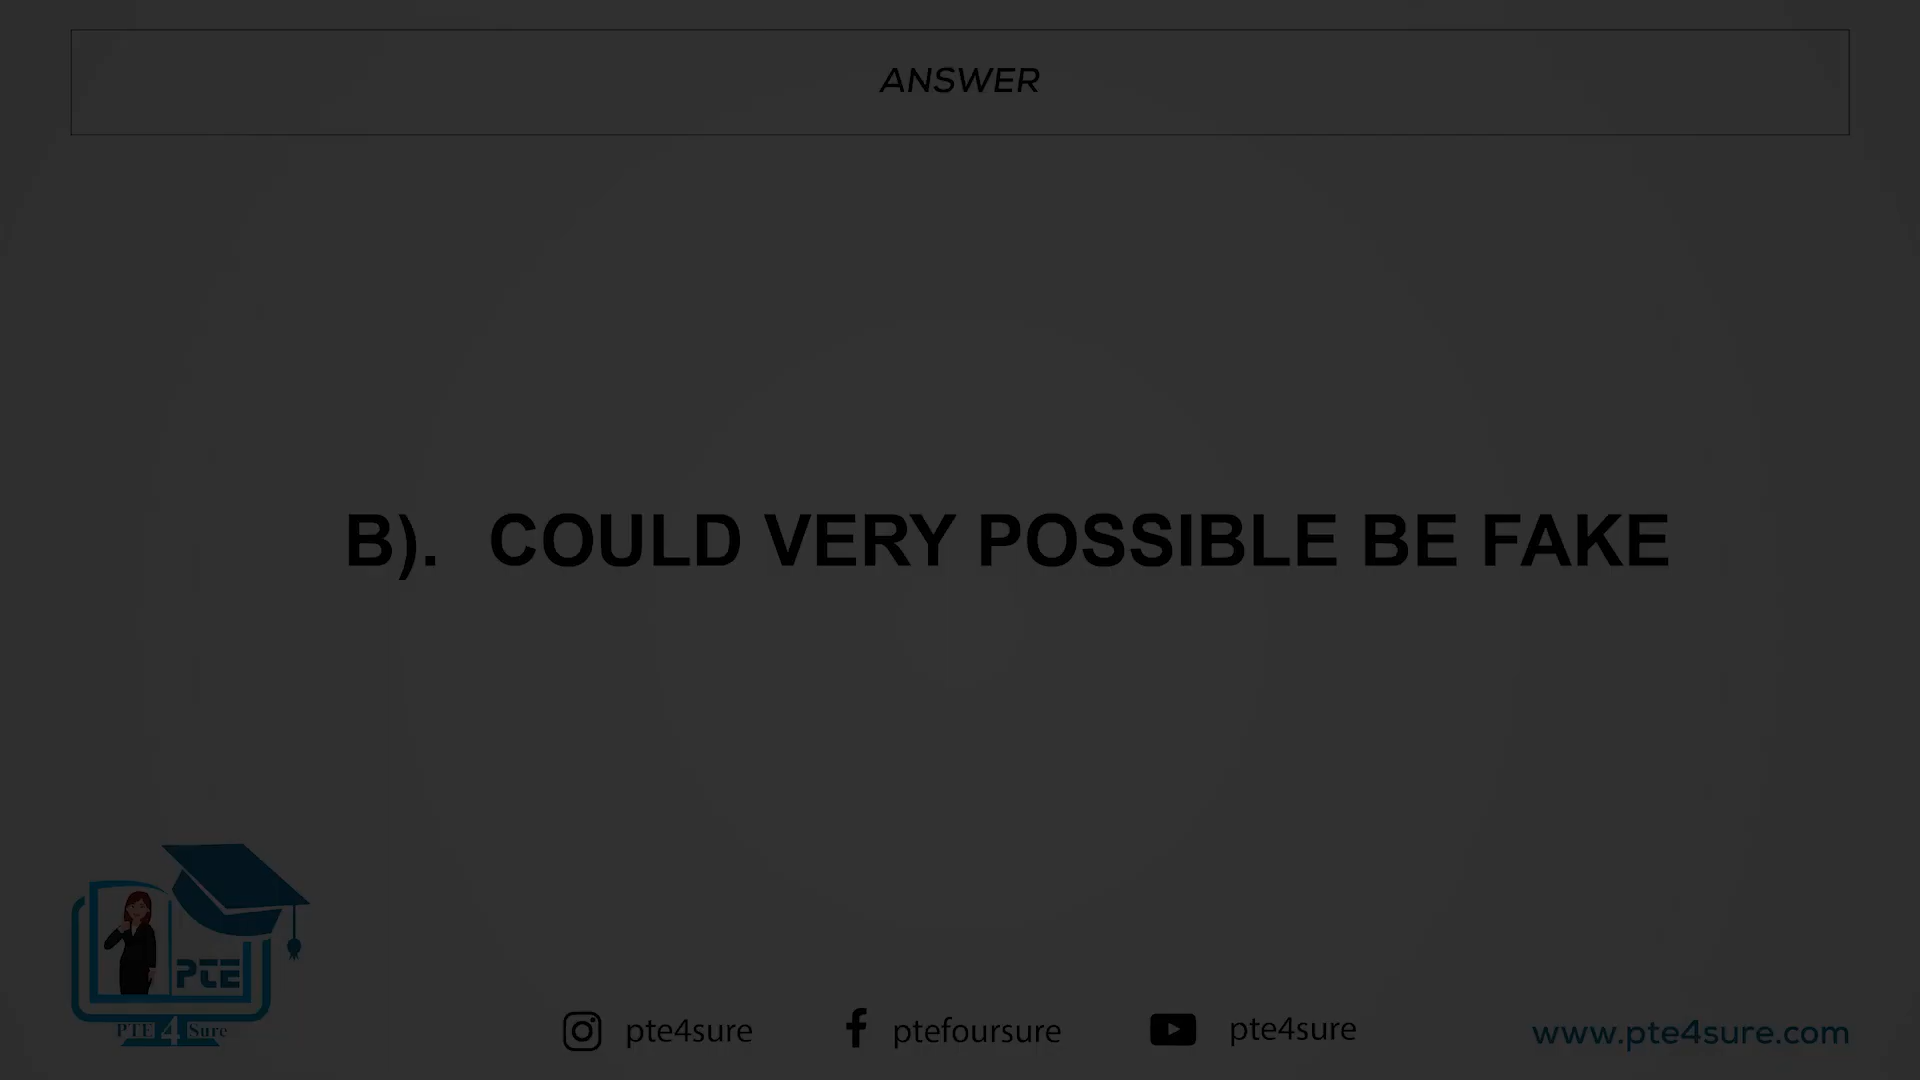 ANSWER
B). COULD VERY POSSIBLE BE FAKE
PTE
PTE 4 Sure
pte4sure
ptefoursure
pte4sure
www.pte4sure.com